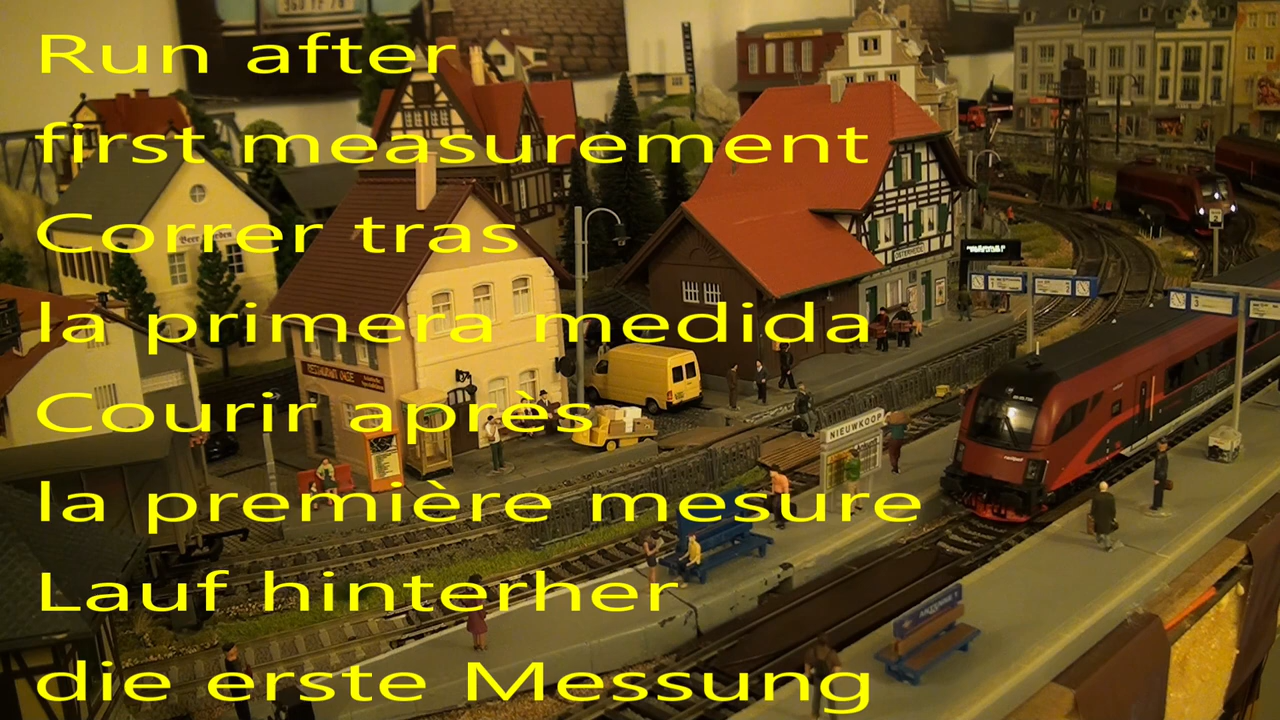 Run after
first measurement
Correr tras
la primera medida
Courir après
la première mesure
Lauf hinterher
die erste Messung
NIEUWKOOP
railjet